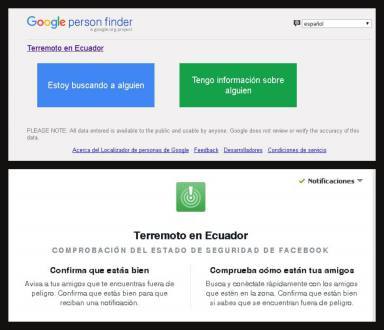 Google person finder
a google.org project
español
Terremoto en Ecuador
Estoy buscando a alguien
Tengo información sobre
alguien
PLEASE NOTE: All data entered is available to the public and usable by anyone. Google does not review or verify the accuracy of this
data.
Acerca del Localizador de personas de Google Feedback Desarrolladores Condiciones de servicio
Notificaciones
Terremoto en Ecuador
COMPROBACIÓN DEL ESTADO DE SEGURIDAD DE FACEBOOK
Confirma que estás bien
Avisa a tus amigos que te encuentras fuera de
peligro. Confirma que estás bien para que
reciban una notificación.
Comprueba cómo están tus amigos
Busca y conéctate rápidamente con los amigos
que estén en la zona. Confirma que están bien
si sabes que se encuentran fuera de peligro.